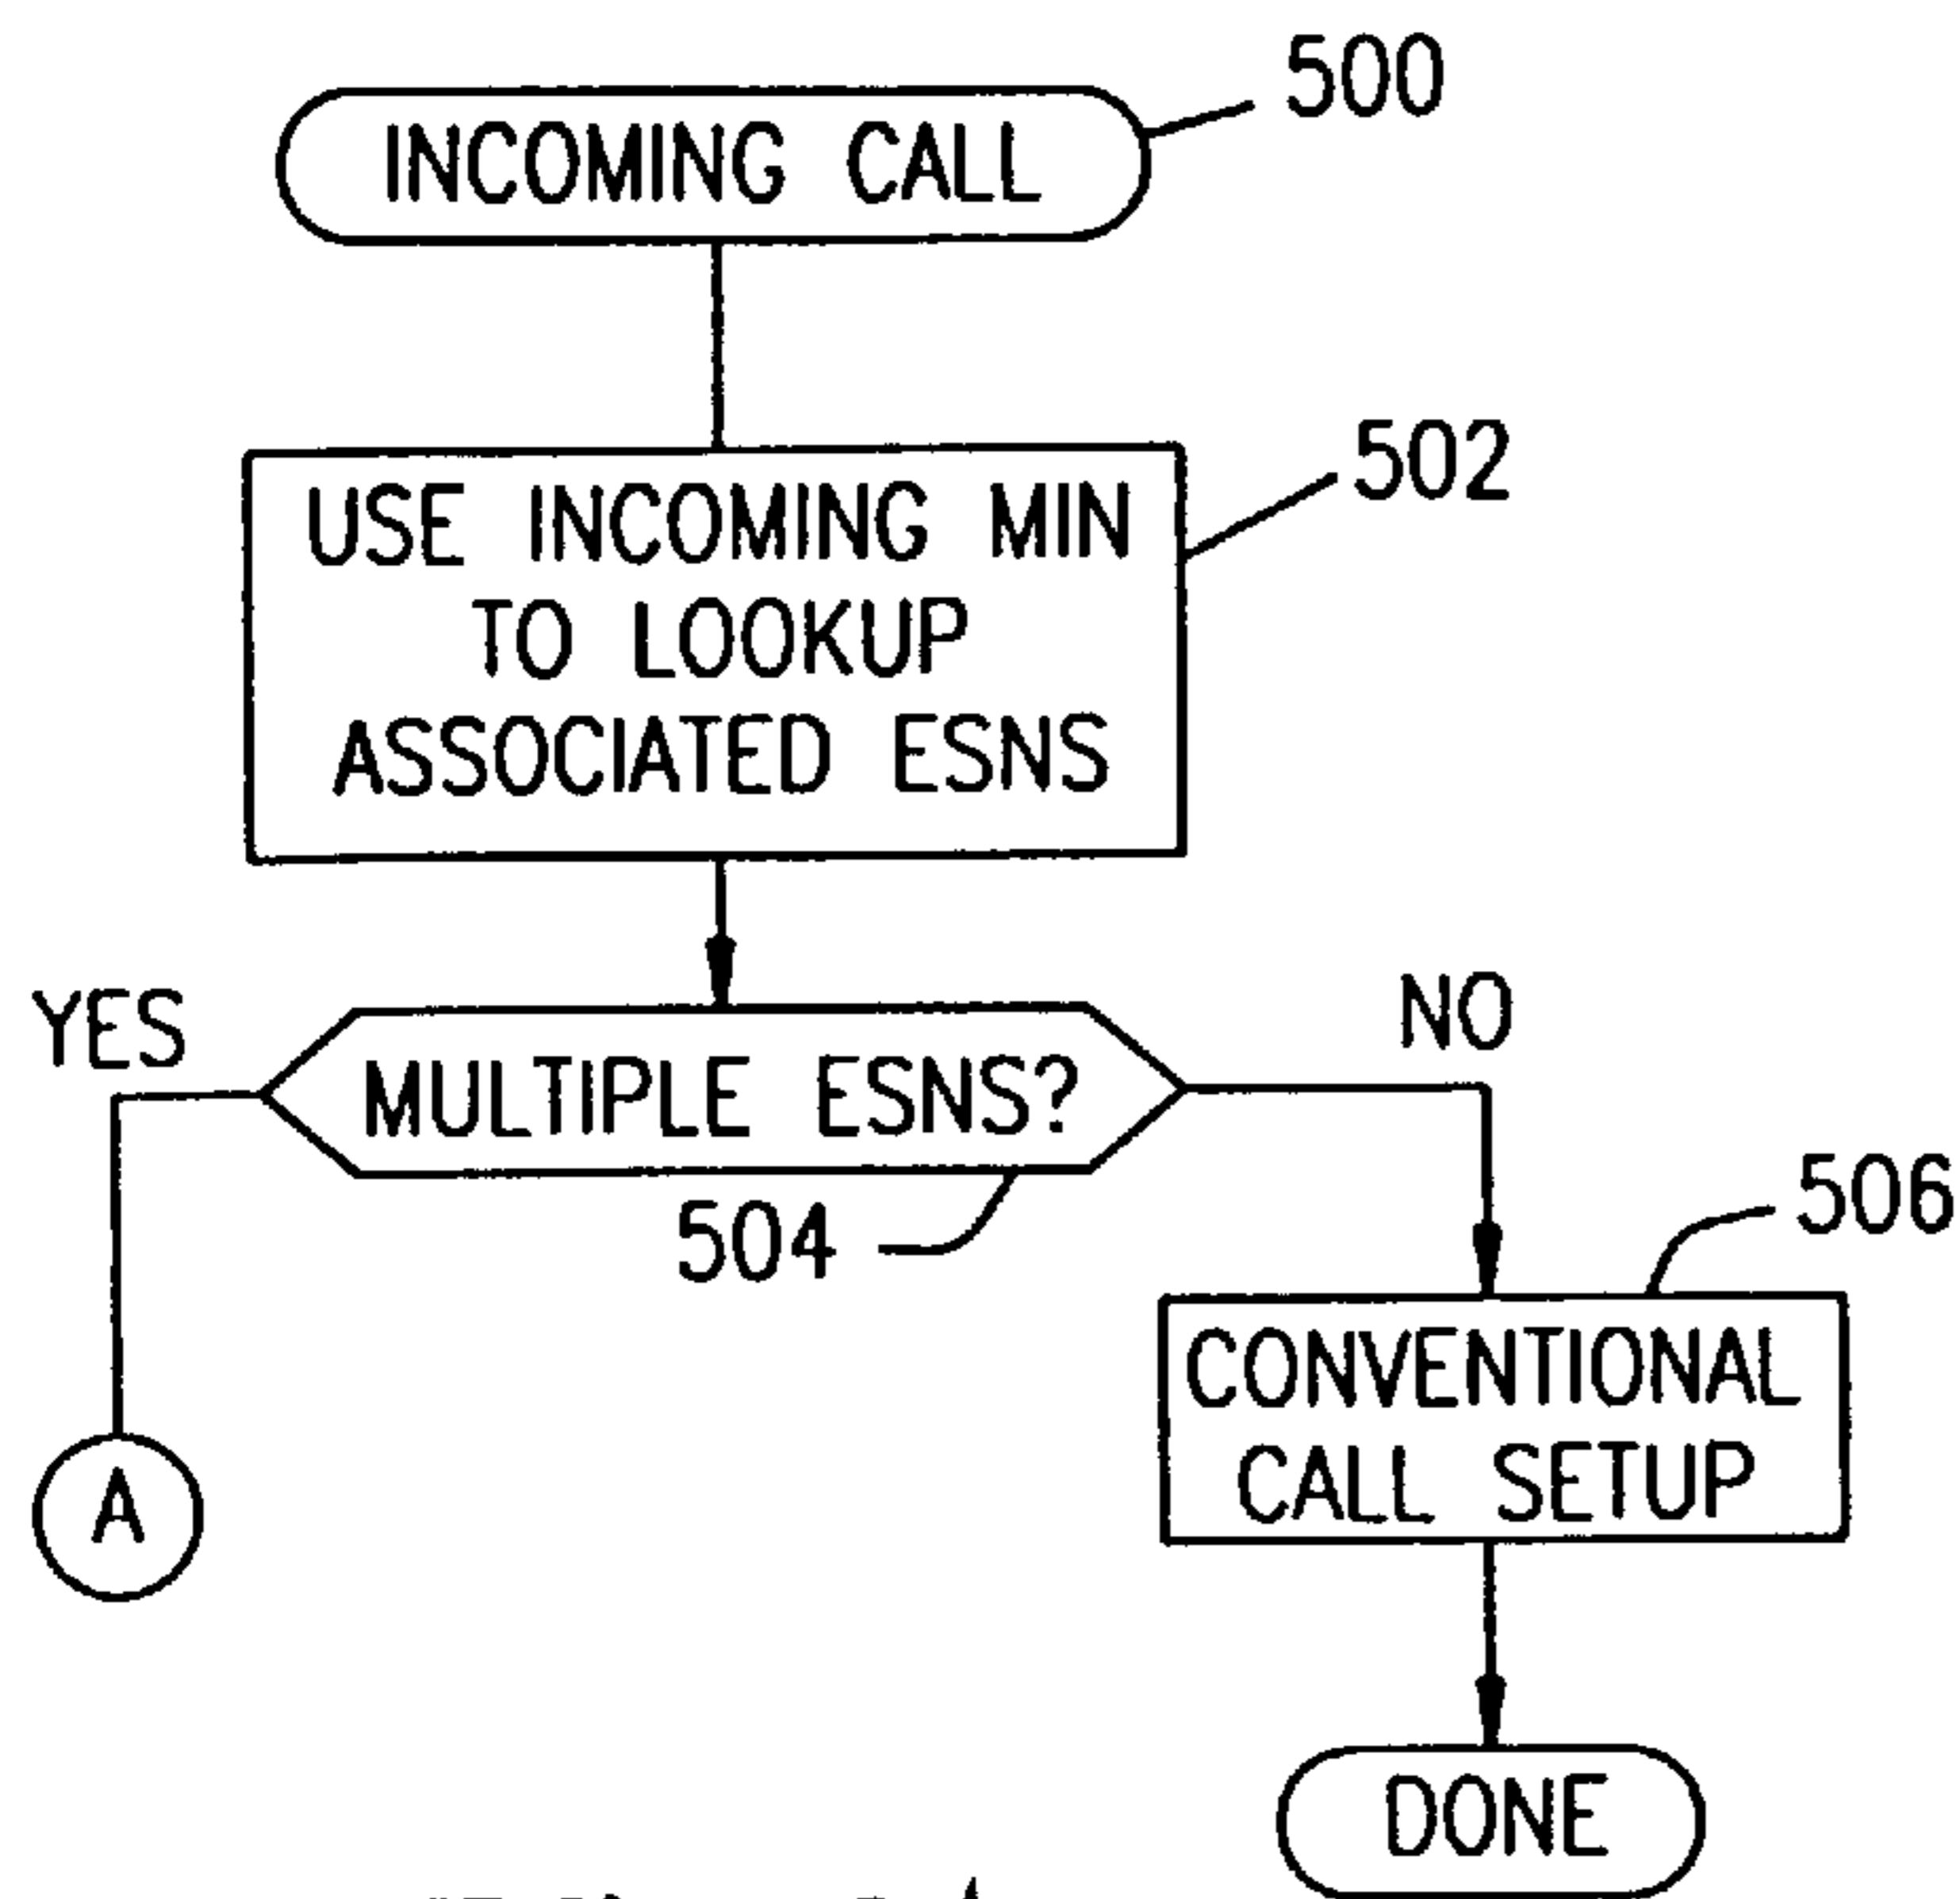 500
INCOMING CALL
502
USE INCOMING MIN
TO LOOKUP
ASSOCIATED ESNS
YES
NO
MULTIPLE ESNS?
504
506
CONVENTIONAL
CALL SETUP
A
DONE